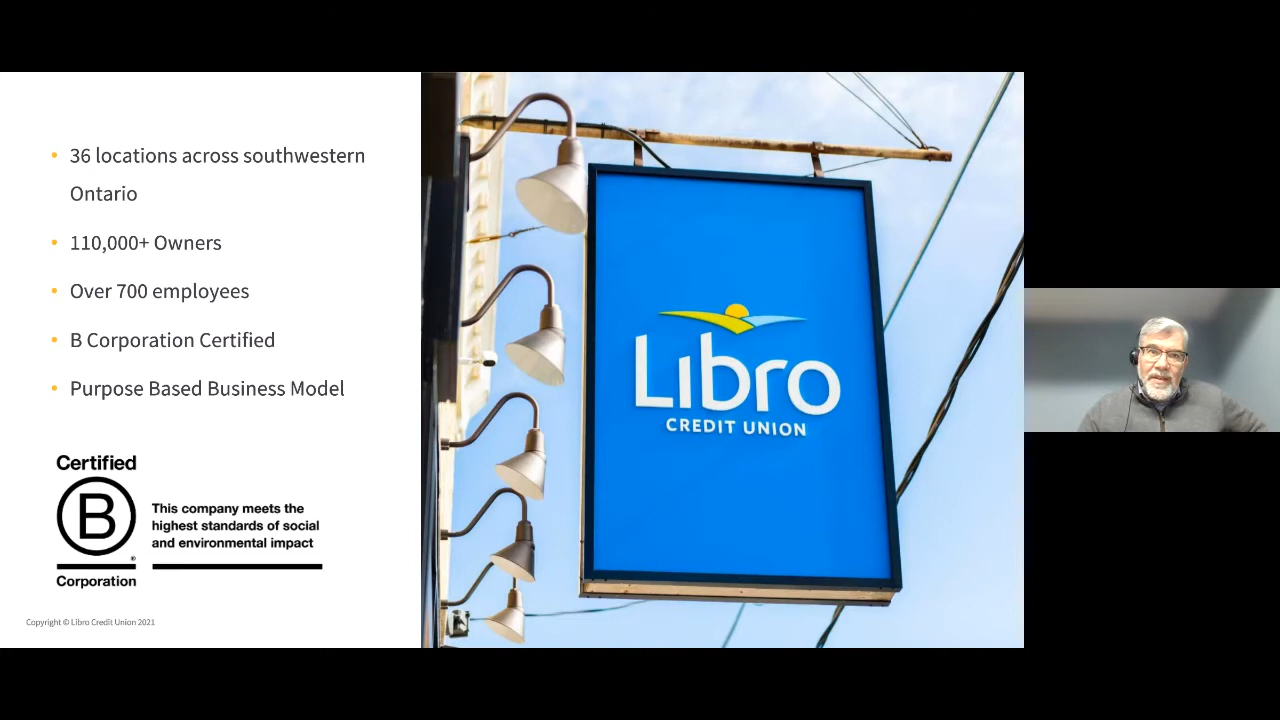 • 36 locations across southwestern
Ontario
• 110,000+ Owners
• Over 700 employees
• B Corporation Certified
• Purpose Based Business Model
Certified
B
®
Corporation
This company meets the
highest standards of social
and environmental impact
Copyright © Libro Credit Union 2021
Libro
CREDIT UNION